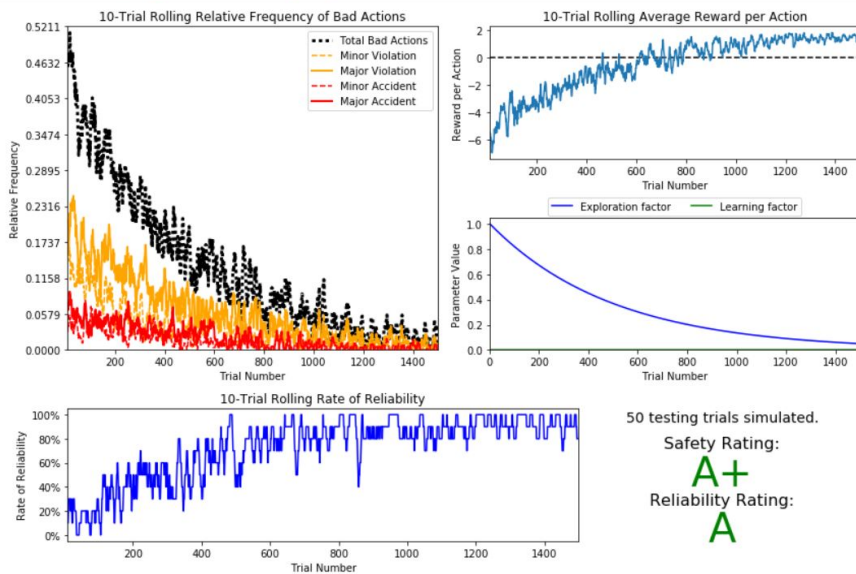 10-Trial Rolling Relative Frequency of Bad Actions
Relative Frequency
0.5211
0.4632
0.4053
0.3474
0.2895
0.2316
0.1737
0.1158
0.0579
0.0000
Total Bad Actions
Minor Violation
Major Violation
Minor Accident
Major Accident
200 400 600 800 1000 1200 1400
Trial Number
10-Trial Rolling Average Reward per Action
Reward per Action
2
0
−2
−4
−6
200 400 600 800 1000 1200 1400
Trial Number
Exploration factor Learning factor
Parameter Value
1.0
0.8
0.6
0.4
0.2
0.0
0 200 400 600 800 1000 1200 1400
Trial Number
10-Trial Rolling Rate of Reliability
Rate of Reliability
100%
80%
60%
40%
20%
0%
200 400 600 800 1000 1200 1400
Trial Number
50 testing trials simulated.
Safety Rating:
A+
Reliability Rating:
A